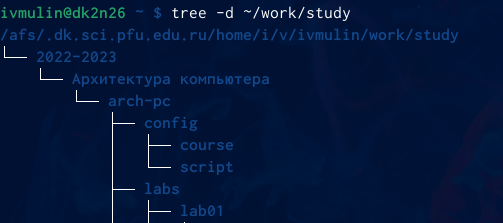 ivmulin@dk2n26 ~ $ tree -d ~/work/study
/afs/.dk.sci.pfu.edu.ru/home/i/v/ivmulin/work/study
└── 2022-2023
    └── Архитектура компьютера
        └── arch-pc
            ├── config
            │   ├── course
            │   └── script
            ├── labs
            │   ├── lab01